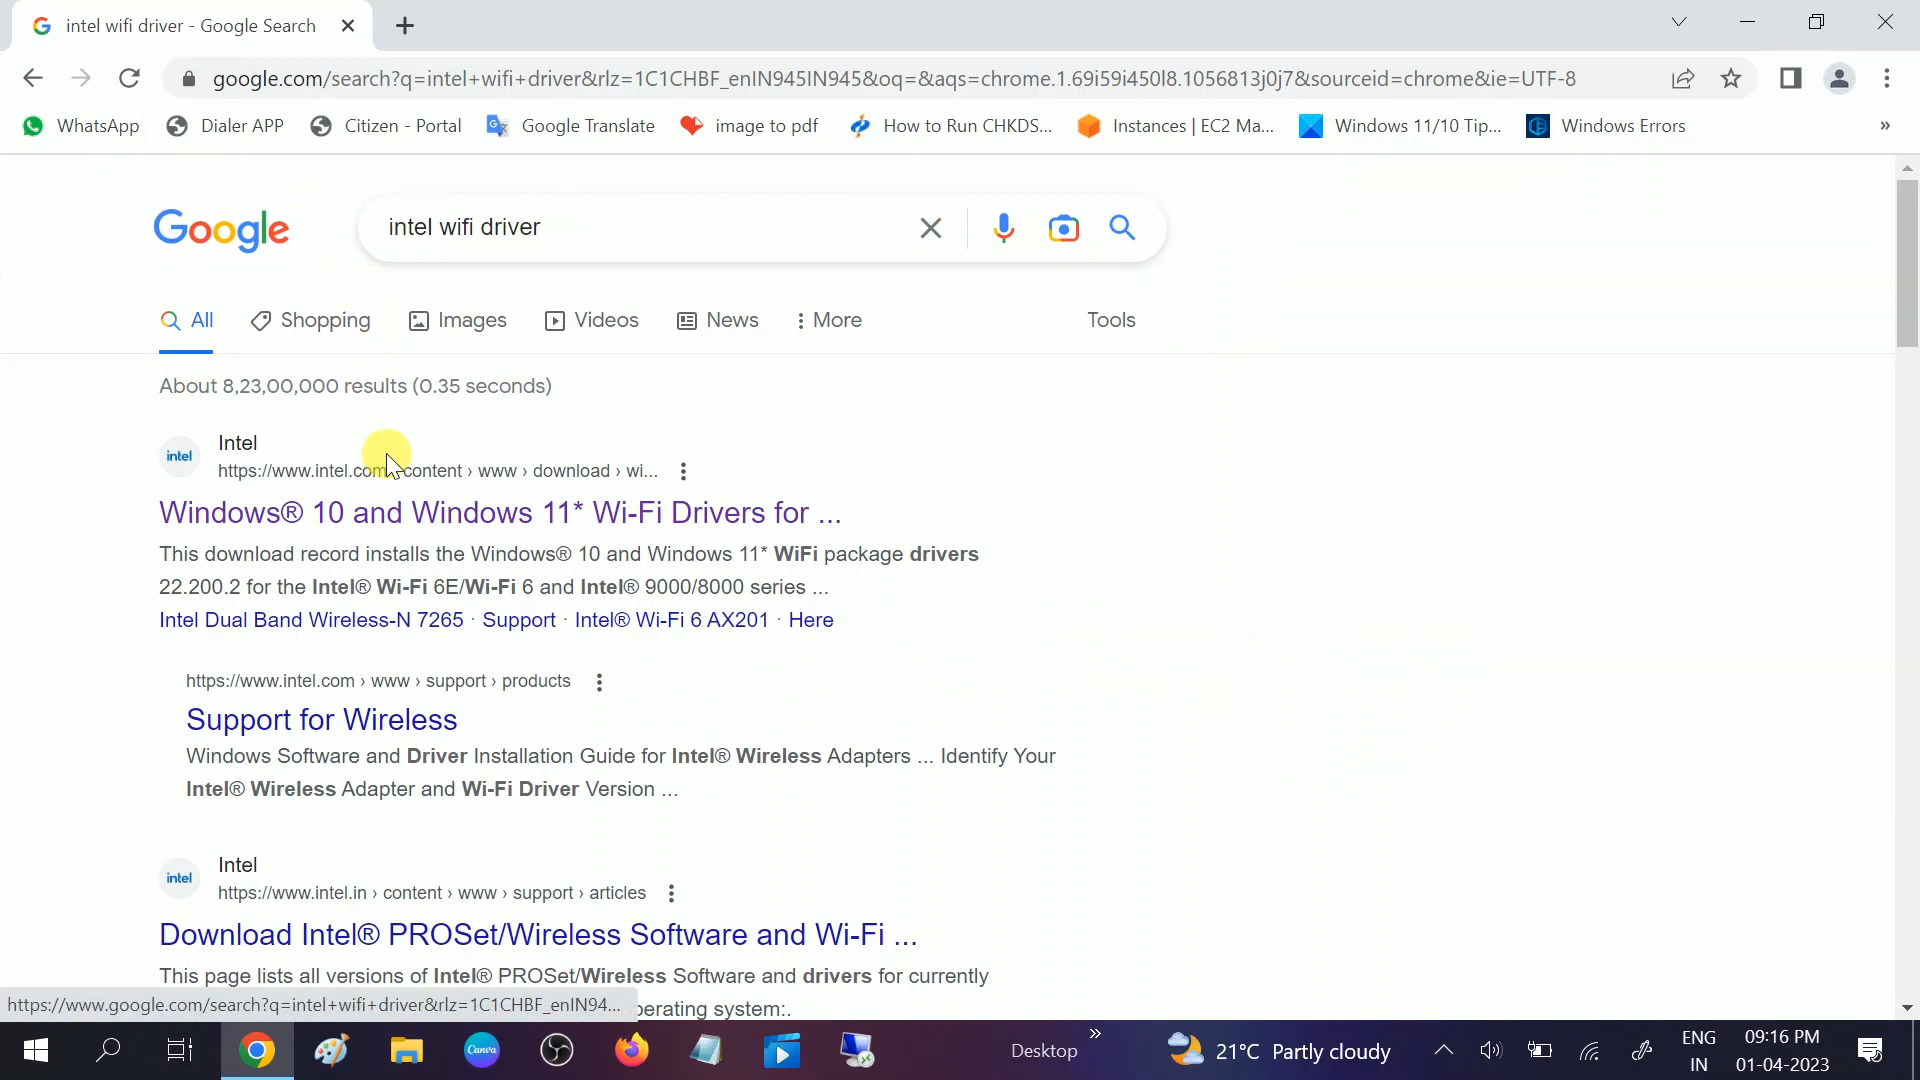 intel wifi driver - Google Search
google.com/search?q=intel+wifi+driver&rlz=1C1CHBF_enIN945IN945&oq=&aqs=chrome.1.69i59i450l8.1056813j0j7&sourceid=chrome&ie=UTF-8
WhatsApp Dialer APP Citizen - Portal Google Translate image to pdf How to Run CHKDS... Instances | EC2 Ma... Windows 11/10 Tip... Windows Errors »
Google intel wifi driver
All Shopping Images Videos News More Tools
About 8,23,00,000 results (0.35 seconds)
intel Intel
https://www.intel.com › content › www › download › wi...
Windows® 10 and Windows 11* Wi-Fi Drivers for ...
This download record installs the Windows® 10 and Windows 11* WiFi package drivers
22.200.2 for the Intel® Wi-Fi 6E/Wi-Fi 6 and Intel® 9000/8000 series ...
Intel Dual Band Wireless-N 7265 · Support · Intel® Wi-Fi 6 AX201 · Here
https://www.intel.com › www › support › products
Support for Wireless
Windows Software and Driver Installation Guide for Intel® Wireless Adapters ... Identify Your
Intel® Wireless Adapter and Wi-Fi Driver Version ...
intel Intel
https://www.intel.in › content › www › support › articles
Download Intel® PROSet/Wireless Software and Wi-Fi ...
This page lists all versions of Intel® PROSet/Wireless Software and drivers for currently
https://www.google.com/search?q=intel+wifi+driver&rlz=1C1CHBF_enIN94... perating system:.
Canva Desktop » 21°C Partly cloudy ENG 09:16 PM
IN 01-04-2023